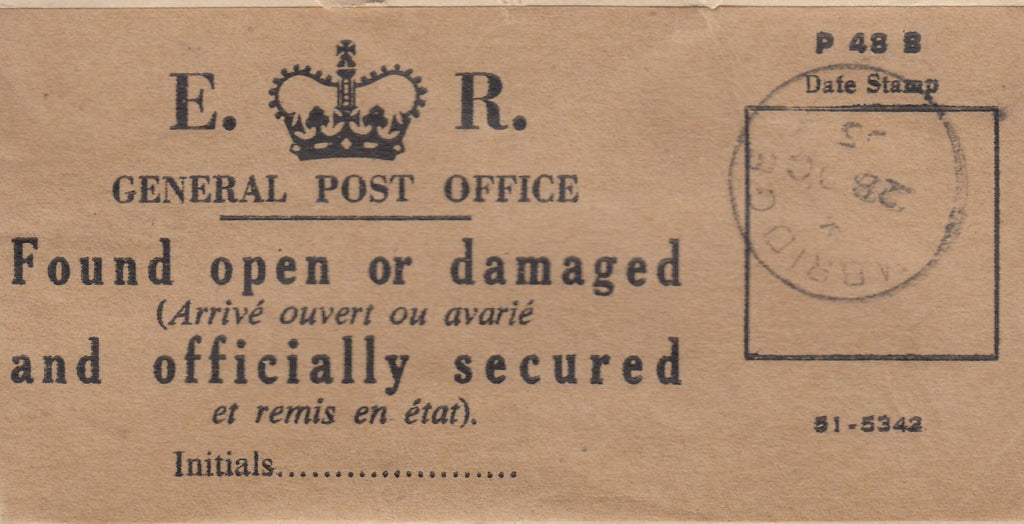 P 48 B
E. R.
Date Stamp
GENERAL POST OFFICE
Found open or damaged
(Arrivé ouvert ou avarié
and officially secured
et remis en état).
51-5342
Initials.....................
28